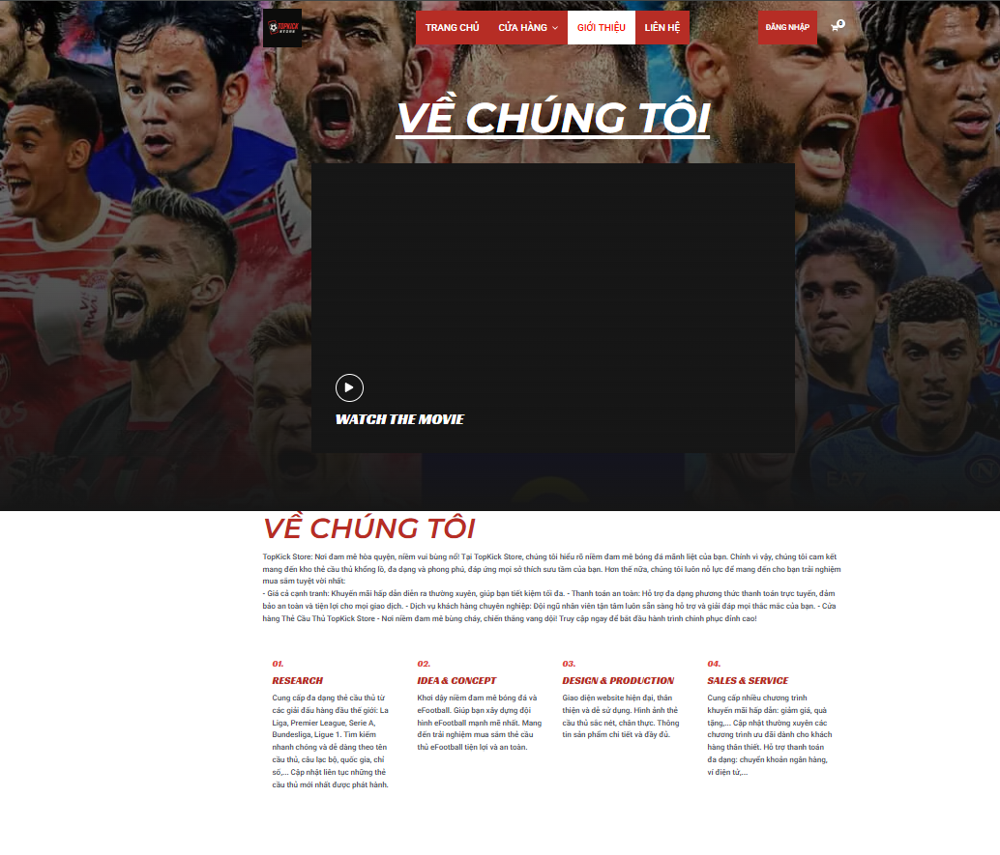 TOPKICK
STORE
TRANG CHỦ CỬA HÀNG GIỚI THIỆU LIÊN HỆ ĐĂNG NHẬP 0
VỀ CHÚNG TÔI
WATCH THE MOVIE
VỀ CHÚNG TÔI
TopKick Store: Nơi đam mê hòa quyện, niềm vui bùng nổ! Tại TopKick Store, chúng tôi hiểu rõ niềm đam mê bóng đá mãnh liệt của bạn. Chính vì vậy, chúng tôi cam kết
mang đến kho thẻ cầu thủ khổng lồ, đa dạng và phong phú, đáp ứng mọi sở thích sưu tầm của bạn. Hơn thế nữa, chúng tôi luôn nỗ lực để mang đến cho bạn trải nghiệm
mua sắm tuyệt vời nhất:
- Giá cả cạnh tranh: Khuyến mãi hấp dẫn diễn ra thường xuyên, giúp bạn tiết kiệm tối đa. - Thanh toán an toàn: Hỗ trợ đa dạng phương thức thanh toán trực tuyến, đảm
bảo an toàn và tiện lợi cho mọi giao dịch. - Dịch vụ khách hàng chuyên nghiệp: Đội ngũ nhân viên tận tâm luôn sẵn sàng hỗ trợ và giải đáp mọi thắc mắc của bạn. - Cửa
hàng Thẻ Cầu Thủ TopKick Store - Nơi niềm đam mê bùng cháy, chiến thắng vang dội! Truy cập ngay để bắt đầu hành trình chinh phục đỉnh cao!
01.
RESEARCH
Cung cấp đa dạng thẻ cầu thủ từ
các giải đấu hàng đầu thế giới: La
Liga, Premier League, Serie A,
Bundesliga, Ligue 1. Tìm kiếm
nhanh chóng và dễ dàng theo tên
cầu thủ, câu lạc bộ, quốc gia, chỉ
số,... Cập nhật liên tục những thẻ
cầu thủ mới nhất được phát hành.
02.
IDEA & CONCEPT
Khơi dậy niềm đam mê bóng đá và
eFootball. Giúp bạn xây dựng đội
hình eFootball mạnh mẽ nhất. Mang
đến trải nghiệm mua sắm thẻ cầu
thủ eFootball tiện lợi và an toàn.
03.
DESIGN & PRODUCTION
Giao diện website hiện đại, thân
thiện và dễ sử dụng. Hình ảnh thẻ
cầu thủ sắc nét, chân thực. Thông
tin sản phẩm chi tiết và đầy đủ.
04.
SALES & SERVICE
Cung cấp nhiều chương trình
khuyến mãi hấp dẫn: giảm giá, quà
tặng,... Cập nhật thường xuyên các
chương trình ưu đãi dành cho khách
hàng thân thiết. Hỗ trợ thanh toán
đa dạng: chuyển khoản ngân hàng,
ví điện tử,...